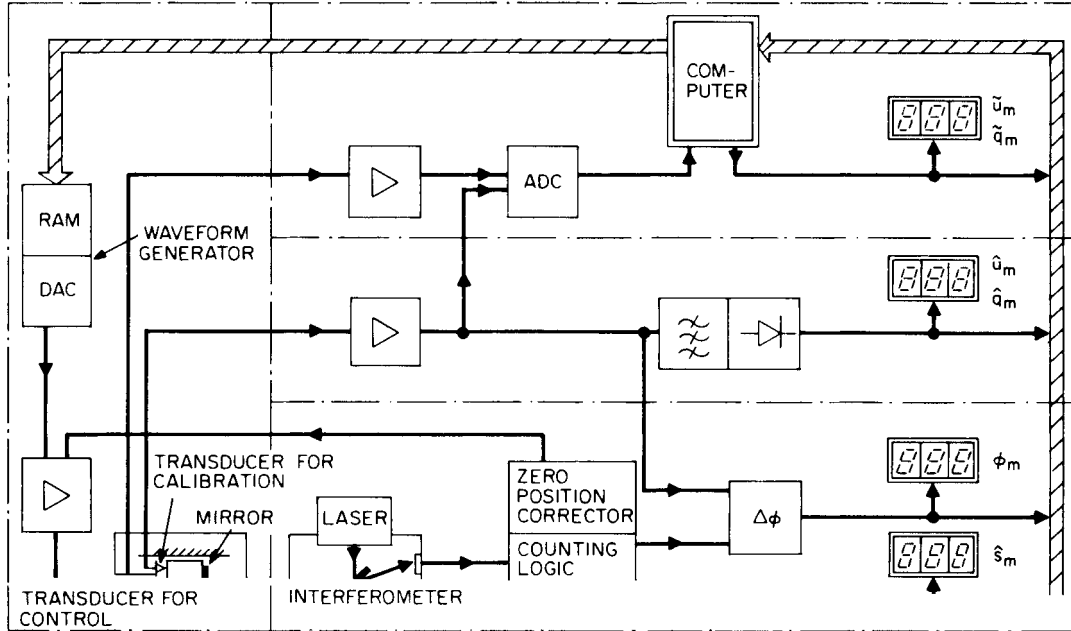 COM-
PUTER
ũm
q̃m
RAM
ADC
WAVEFORM
GENERATOR
DAC
ûm
q̂m
TRANSDUCER FOR
CALIBRATION
MIRROR
LASER
ZERO
POSITION
CORRECTOR
Δϕ
ϕm
COUNTING
LOGIC
ŝm
TRANSDUCER FOR
CONTROL
INTERFEROMETER